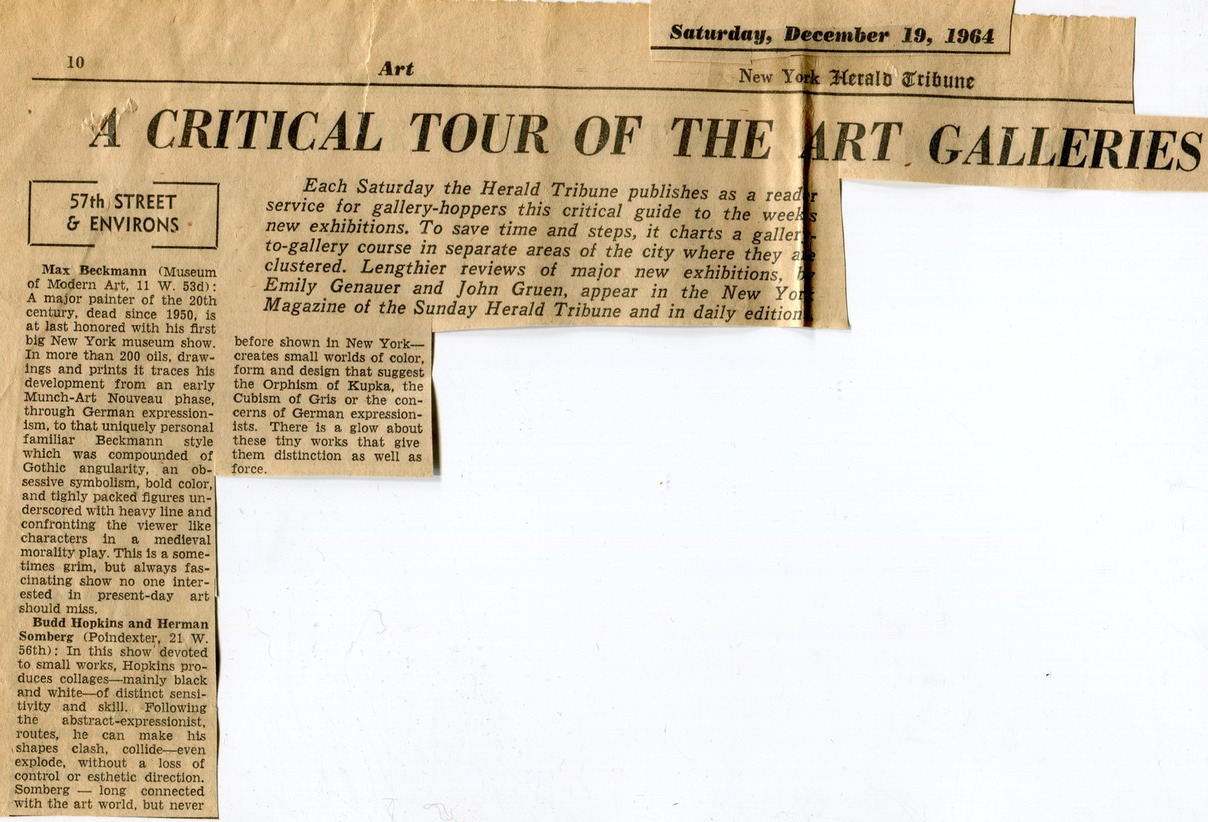 Saturday, December 19, 1964
10
Art
New York Herald Tribune
A CRITICAL TOUR OF THE ART GALLERIES
57th STREET
& ENVIRONS
Each Saturday the Herald Tribune publishes as a reader
service for gallery-hoppers this critical guide to the week's
new exhibitions. To save time and steps, it charts a gallery-
to-gallery course in separate areas of the city where they are
clustered. Lengthier reviews of major new exhibitions, by
Emily Genauer and John Gruen, appear in the New York
Magazine of the Sunday Herald Tribune and in daily editions.
Max Beckmann (Museum
of Modern Art, 11 W. 53d):
A major painter of the 20th
century, dead since 1950, is
at last honored with his first
big New York museum show.
In more than 200 oils, draw-
ings and prints it traces his
development from an early
Munch-Art Nouveau phase,
through German expression-
ism, to that uniquely personal
familiar Beckmann style
which was compounded of
Gothic angularity, an ob-
sessive symbolism, bold color,
and tighly packed figures un-
derscored with heavy line and
confronting the viewer like
characters in a medieval
morality play. This is a some-
times grim, but always fas-
cinating show no one inter-
ested in present-day art
should miss.
Budd Hopkins and Herman
Somberg (Poindexter, 21 W.
56th): In this show devoted
to small works, Hopkins pro-
duces collages—mainly black
and white—of distinct sensi-
tivity and skill. Following
the abstract-expressionist,
routes, he can make his
shapes clash, collide—even
explode, without a loss of
control or esthetic direction.
Somberg — long connected
with the art world, but never
before shown in New York—
creates small worlds of color,
form and design that suggest
the Orphism of Kupka, the
Cubism of Gris or the con-
cerns of German expression-
ists. There is a glow about
these tiny works that give
them distinction as well as
force.